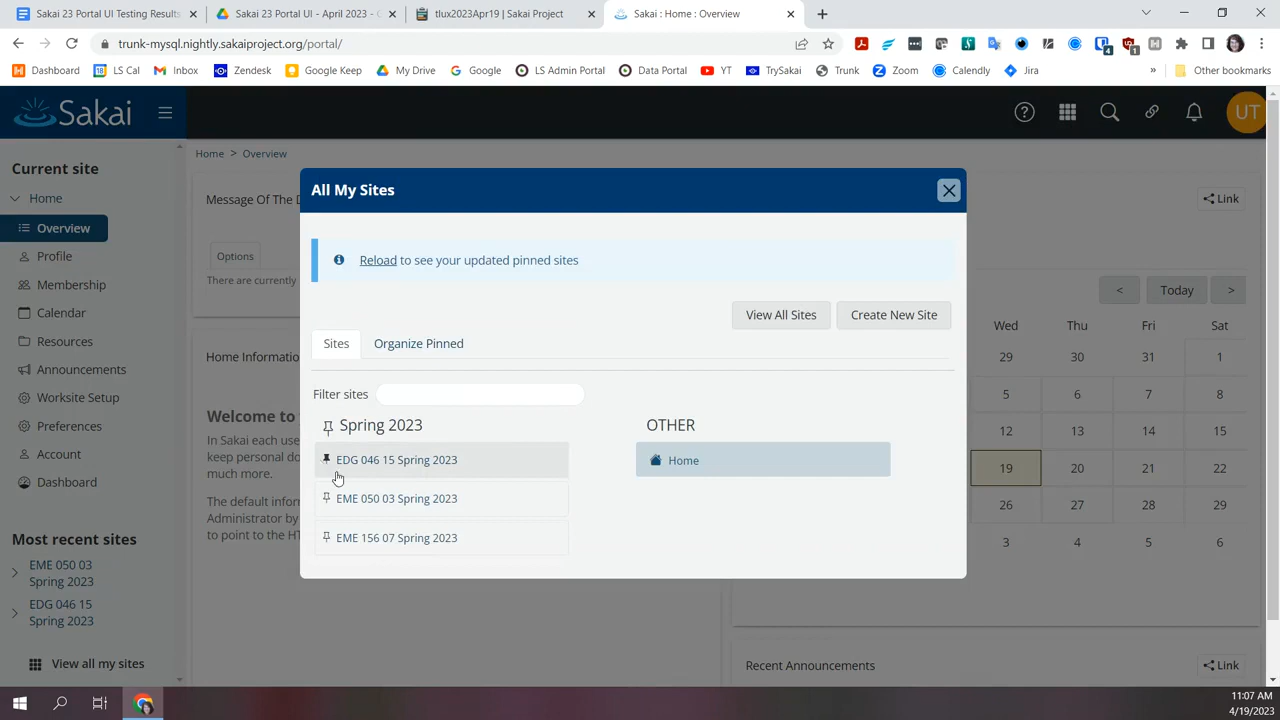 Sakai 23 Portal UI Testing Results
Sakai 23 Portal UI - April 2023 -
tlux2023Apr19 | Sakai Project
Sakai : Home : Overview
trunk-mysql.nightly.sakaiproject.org/portal/
Dashboard
LS Cal
Inbox
Zendesk
Google Keep
My Drive
Google
LS Admin Portal
Data Portal
YT
TrySakai
Trunk
Zoom
Calendly
Jira
»
Other bookmarks
Sakai
UT
Current site
Home
Overview
Profile
Membership
Calendar
Resources
Announcements
Worksite Setup
Preferences
Account
Dashboard
Most recent sites
EME 050 03
Spring 2023
EDG 046 15
Spring 2023
View all my sites
Home > Overview
Message Of The D
Options
There are currently
Home Informatio
Welcome to
In Sakai each use
keep personal do
much more.
The default infor
Administrator by
to point to the HT
All My Sites
Reload to see your updated pinned sites
View All Sites
Create New Site
Sites
Organize Pinned
Filter sites
Spring 2023
EDG 046 15 Spring 2023
EME 050 03 Spring 2023
EME 156 07 Spring 2023
OTHER
Home
Link
< Today >
Wed Thu Fri Sat
29 30 31 1
5 6 7 8
12 13 14 15
19 20 21 22
26 27 28 29
3 4 5 6
Recent Announcements
Link
11:07 AM
4/19/2023